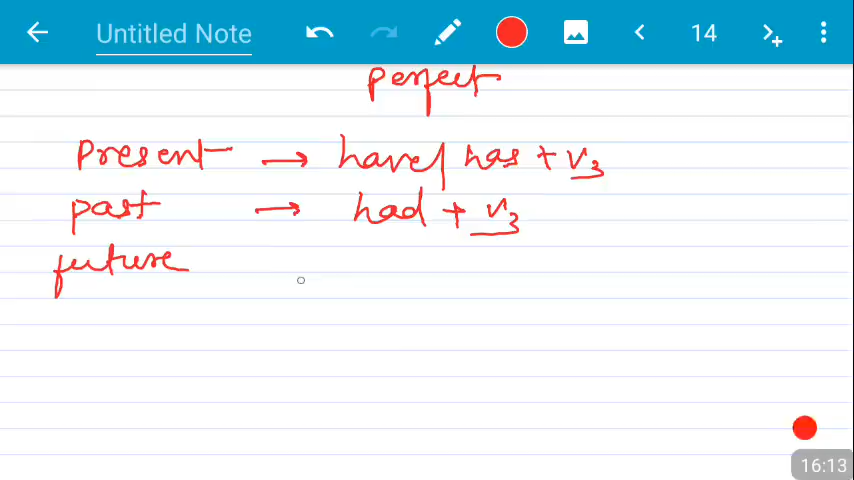 Untitled Note
14
perfect
Present → have/ has + v3
past → had + v3
future
16:13